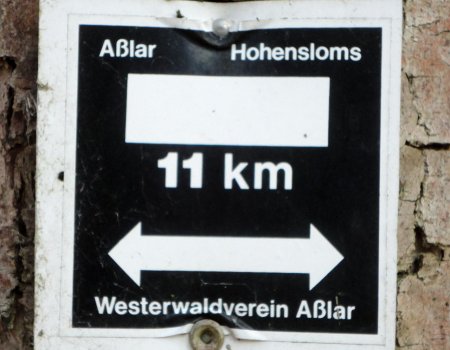 Aßlar Hohensloms
11 km
Westerwaldverein Aßlar